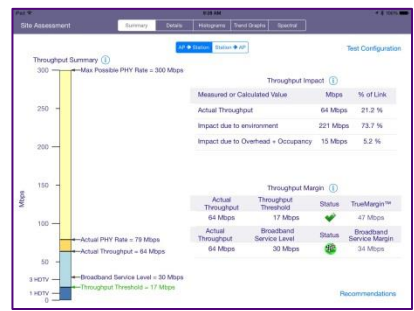 iPad
9:38 AM
100%
Site Assessment
Summary
Details
Histograms
Trend Graphs
Spectral
AP Station
Station AP
Test Configuration
Throughput Summary
300
Max Possible PHY Rate = 300 Mbps
250
200
150
100
50
0
Mbps
Actual PHY Rate = 79 Mbps
Actual Throughput = 64 Mbps
3 HDTV
Broadband Service Level = 30 Mbps
1 HDTV
Throughput Threshold = 17 Mbps
Throughput Impact
Measured or Calculated Value Mbps % of Link
Actual Throughput 64 Mbps 21.2 %
Impact due to environment 221 Mbps 73.7 %
Impact due to Overhead + Occupancy 15 Mbps 5.2 %
Throughput Margin
Actual Throughput Throughput Threshold Status TrueMargin™
64 Mbps 17 Mbps 47 Mbps
Actual Throughput Broadband Service Level Status Broadband Service Margin
64 Mbps 30 Mbps 34 Mbps
Recommendations